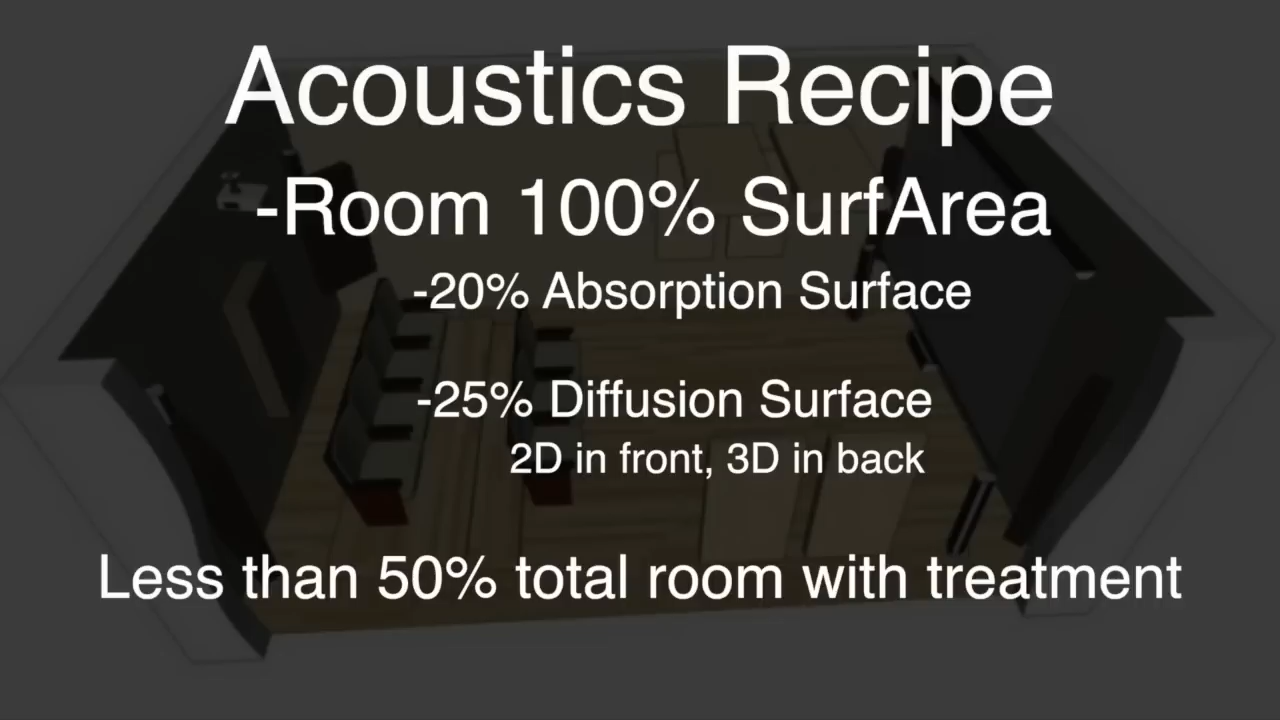 Acoustics Recipe
-Room 100% SurfArea
-20% Absorption Surface
-25% Diffusion Surface
2D in front, 3D in back
Less than 50% total room with treatment